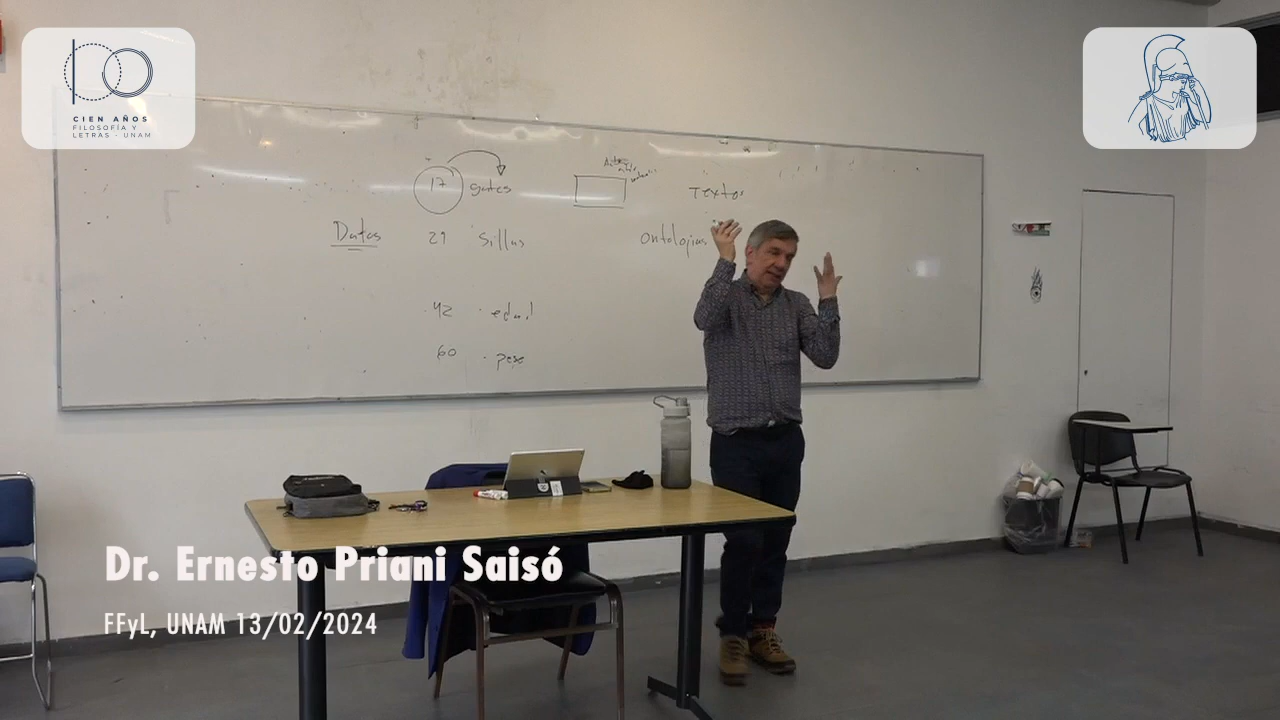 CIEN AÑOS
FILOSOFÍA Y
LETRAS · UNAM
17 gatos
Textos
Datos 29 sillas
Ontologías
42 edad
60 peso
Dr. Ernesto Priani Saisó
FFyL, UNAM 13/02/2024